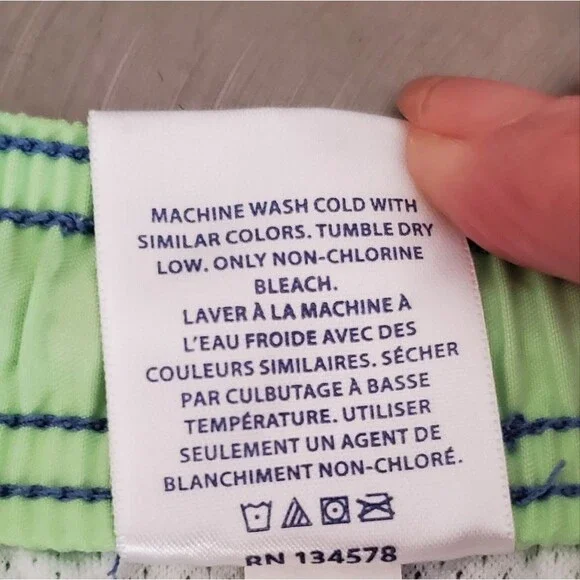 MACHINE WASH COLD WITH
SIMILAR COLORS. TUMBLE DRY
LOW. ONLY NON-CHLORINE
BLEACH.
LAVER À LA MACHINE À
L'EAU FROIDE AVEC DES
COULEURS SIMILAIRES. SÉCHER
PAR CULBUTAGE À BASSE
TEMPÉRATURE. UTILISER
SEULEMENT UN AGENT DE
BLANCHIMENT NON-CHLORÉ.
RN 134578